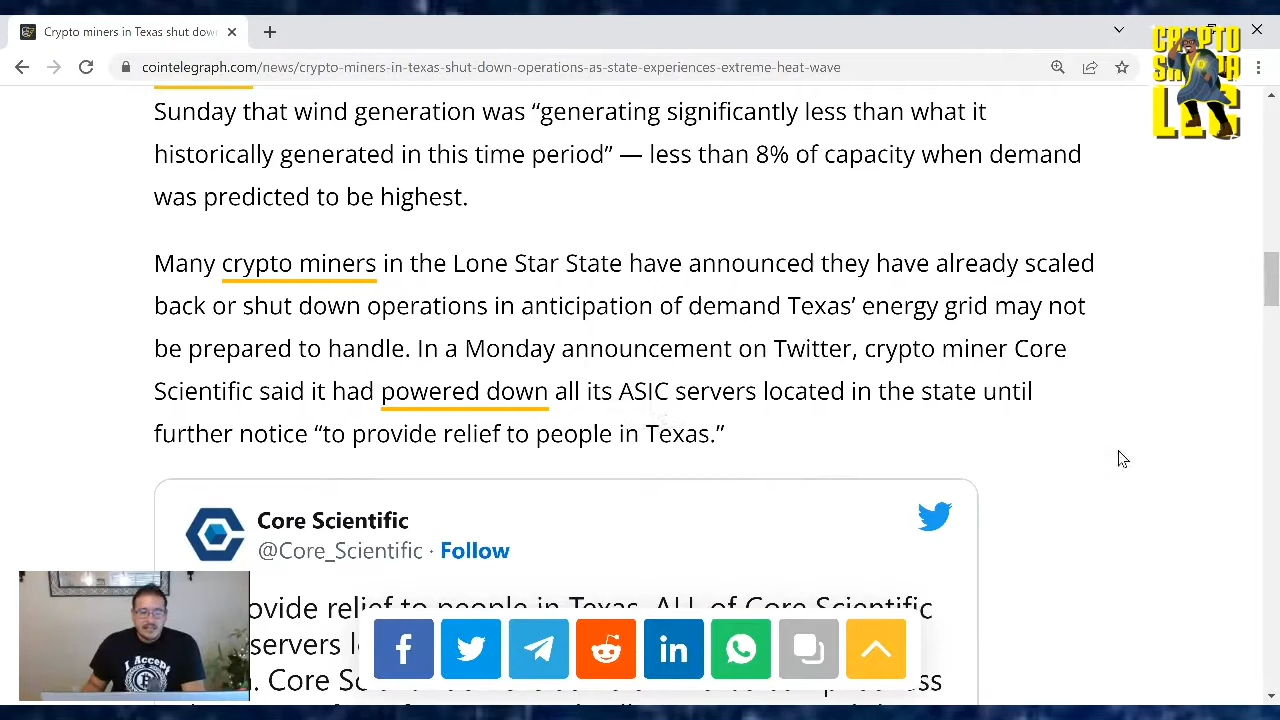 Crypto miners in Texas shut dow
cointelegraph.com/news/crypto-miners-in-texas-shut-down-operations-as-state-experiences-extreme-heat-wave
CRYPTO
LEG
Sunday that wind generation was “generating significantly less than what it
historically generated in this time period” — less than 8% of capacity when demand
was predicted to be highest.
Many crypto miners in the Lone Star State have announced they have already scaled
back or shut down operations in anticipation of demand Texas’ energy grid may not
be prepared to handle. In a Monday announcement on Twitter, crypto miner Core
Scientific said it had powered down all its ASIC servers located in the state until
further notice “to provide relief to people in Texas.”
Core Scientific
@Core_Scientific · Follow
ovide relief to people in Texas, ALL of Core Scientific
servers l
. Core Sc
I Accept